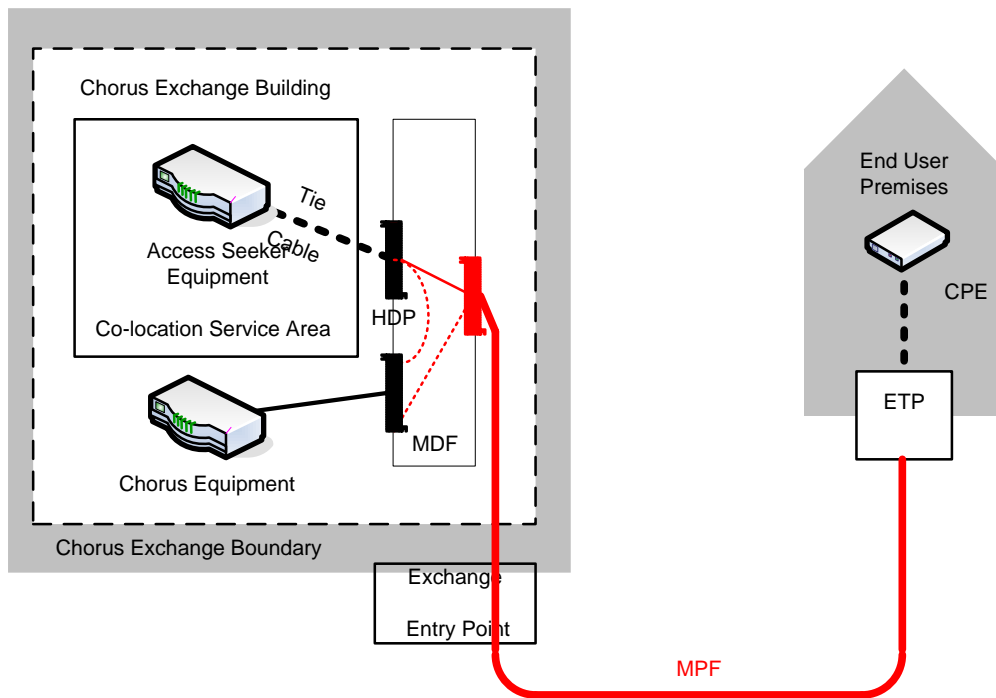 Chorus Exchange Building
Tie
Cable
Access Seeker
Equipment
Co-location Service Area
HDP
MDF
Chorus Equipment
Chorus Exchange Boundary
Exchange
Entry Point
MPF
End User
Premises
CPE
ETP